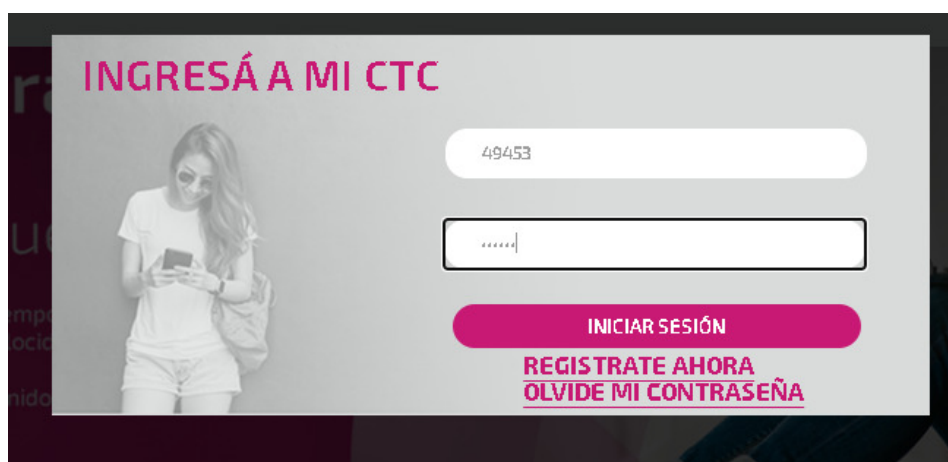 INGRESÁ A MI CTC
49453
INICIAR SESIÓN
REGISTRATE AHORA
OLVIDE MI CONTRASEÑA